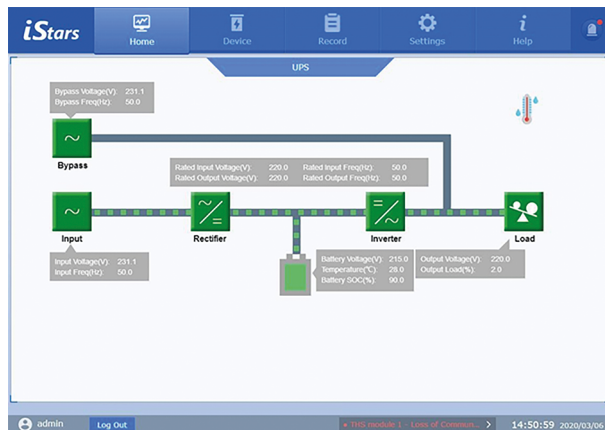 iStars
Home
Device
Record
Settings
Help
UPS
Bypass Voltage(V): 231.1
Bypass Freq(Hz): 50.0
Bypass
Rated Input Voltage(V): 220.0 Rated Input Freq(Hz): 50.0
Rated Output Voltage(V): 220.0 Rated Output Freq(Hz): 50.0
Input
Rectifier
Inverter
Load
Input Voltage(V): 231.1
Input Freq(Hz): 50.0
Battery Voltage(V): 215.0
Temperature(℃): 28.0
Battery SOC(%): 90.0
Output Voltage(V): 220.0
Output Load(%): 2.0
admin
Log Out
THS module 1 - Loss of Commun...
14:50:59 2020/03/06